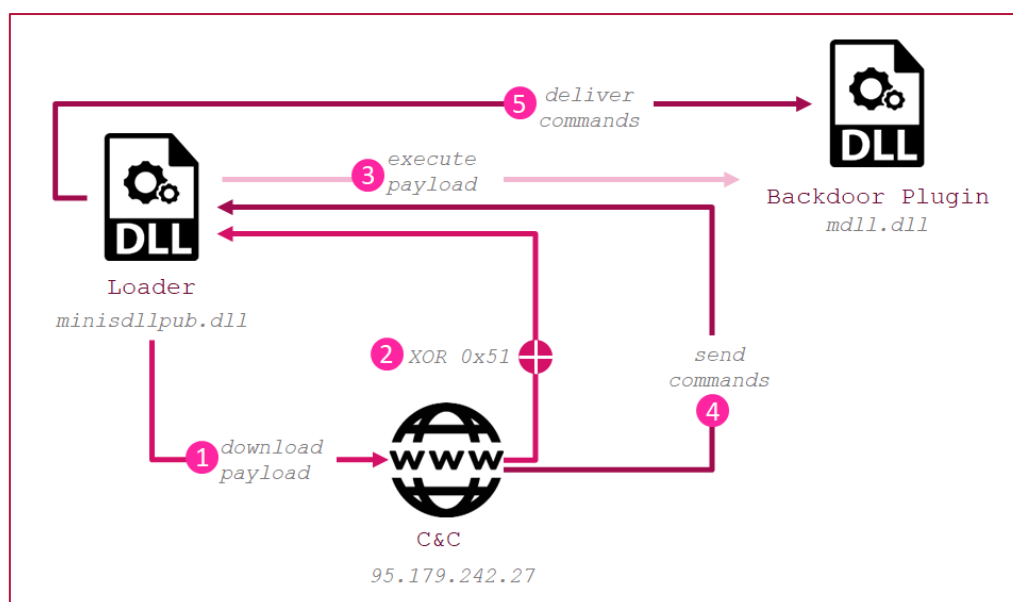 5 deliver
commands
DLL
Backdoor Plugin
mdll.dll
3 execute
payload
DLL
Loader
minisdllpub.dll
2 XOR 0x51
send
commands
4
1 download
payload
WWW
C&C
95.179.242.27